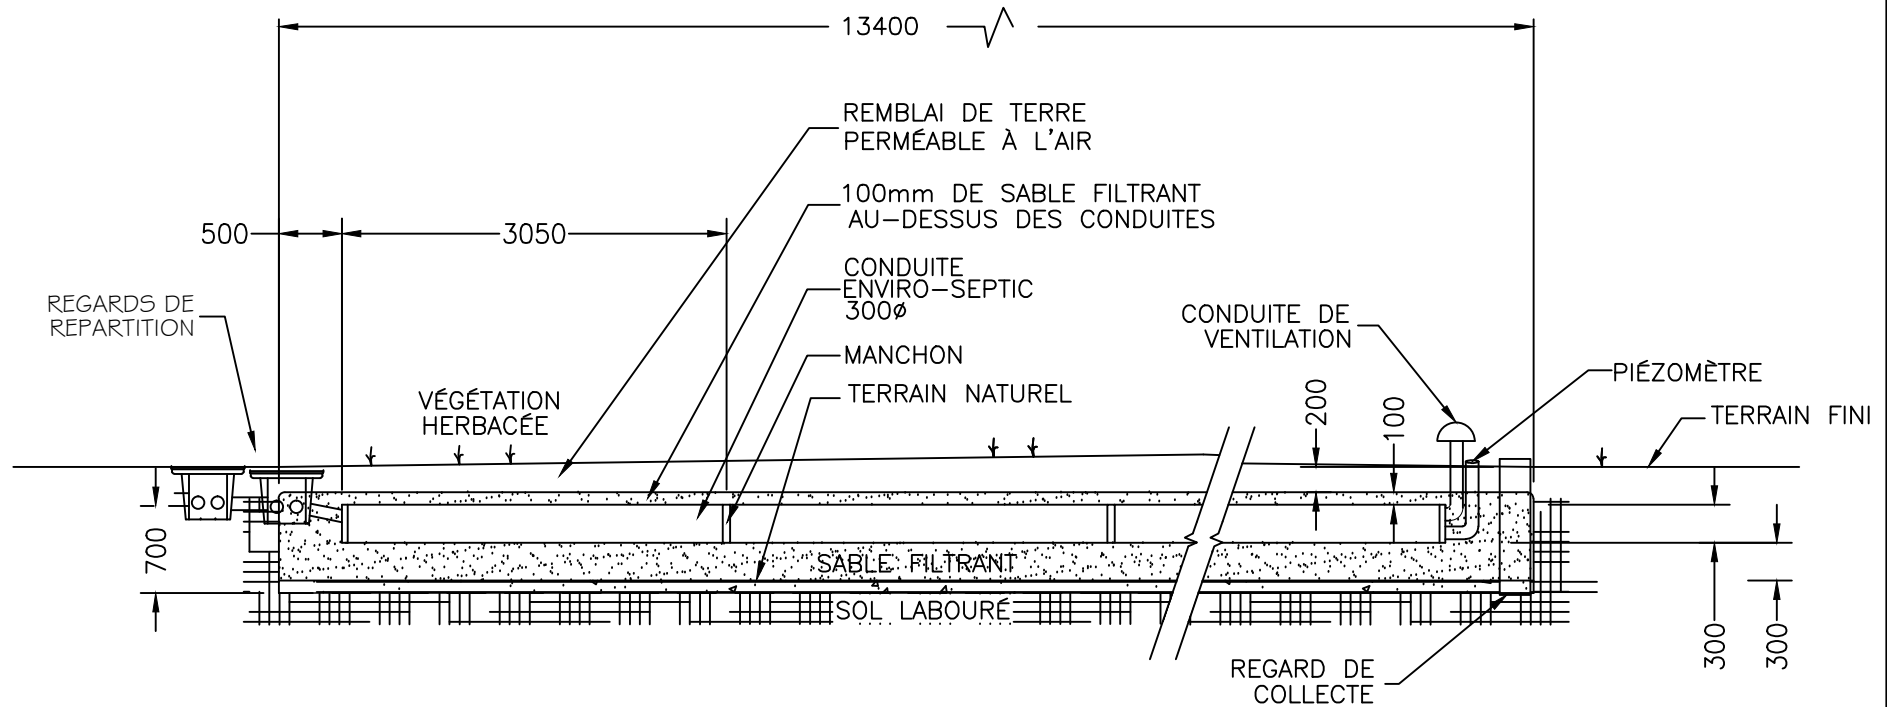 13400
REMBLAI DE TERRE
PERMÉABLE À L'AIR
100mm DE SABLE FILTRANT
AU-DESSUS DES CONDUITES
500
3050
CONDUITE
ENVIRO-SEPTIC
300ø
REGARDS DE
REPARTITION
CONDUITE DE
VENTILATION
MANCHON
PIÉZOMÈTRE
TERRAIN NATUREL
VÉGÉTATION
HERBACÉE
200
100
TERRAIN FINI
700
SABLE FILTRANT
SOL LABOURÉ
300
300
REGARD DE
COLLECTE